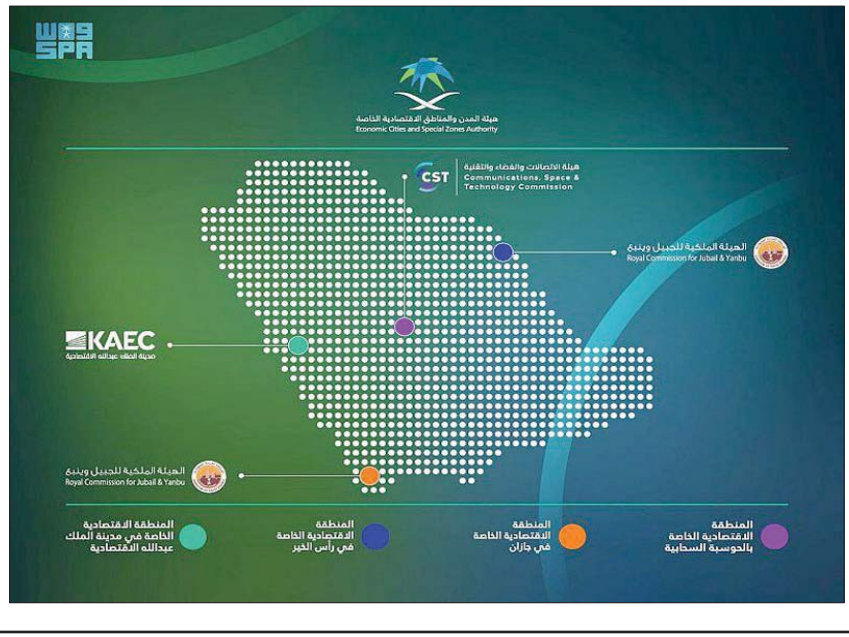 واس
SPA
هيئة المدن والمناطق الاقتصادية الخاصة
Economic Cities and Special Zones Authority
CST
هيئة الاتصالات والفضاء والتقنية
Communications, Space &
Technology Commission
الهيئة الملكية للجبيل وينبع
Royal Commission for Jubail & Yanbu
KAEC
مدينة الملك عبدالله الاقتصادية
الهيئة الملكية للجبيل وينبع
Royal Commission for Jubail & Yanbu
المنطقة
الاقتصادية الخاصة
بالحوسبة السحابية
المنطقة
الاقتصادية الخاصة
في جازان
المنطقة
الاقتصادية الخاصة
في رأس الخير
المنطقة الاقتصادية
الخاصة في مدينة الملك
عبدالله الاقتصادية